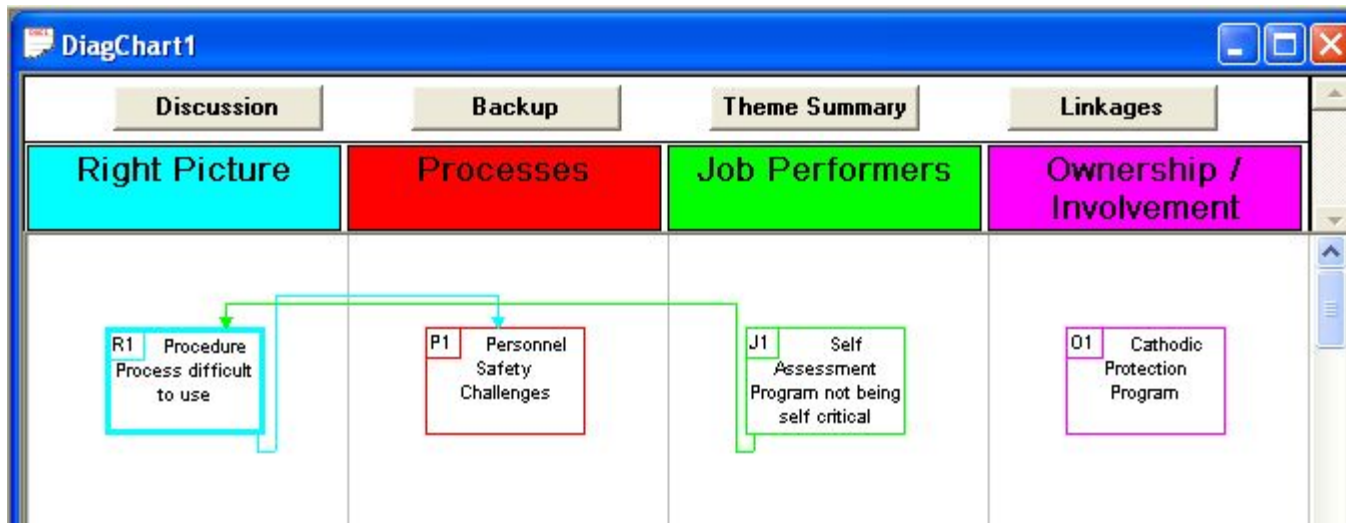 DiagChart1
Discussion
Backup
Theme Summary
Linkages
Right Picture
Processes
Job Performers
Ownership /
Involvement
R1 Procedure
Process difficult
to use
P1 Personnel
Safety
Challenges
J1 Self
Assessment
Program not being
self critical
O1 Cathodic
Protection
Program